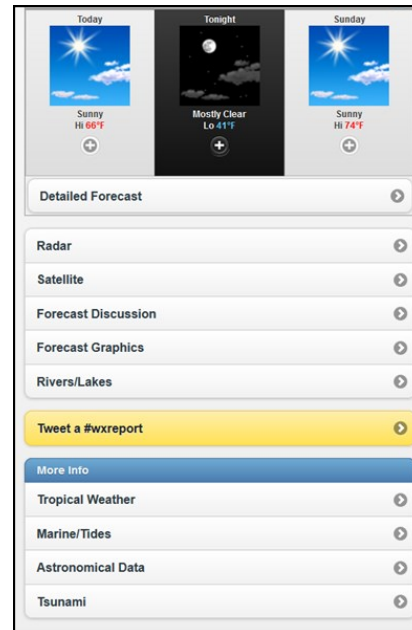 Today
Sunny
Hi 66°F
Tonight
Mostly Clear
Lo 41°F
Sunday
Sunny
Hi 74°F
Detailed Forecast
Radar
Satellite
Forecast Discussion
Forecast Graphics
Rivers/Lakes
Tweet a #wxreport
More Info
Tropical Weather
Marine/Tides
Astronomical Data
Tsunami